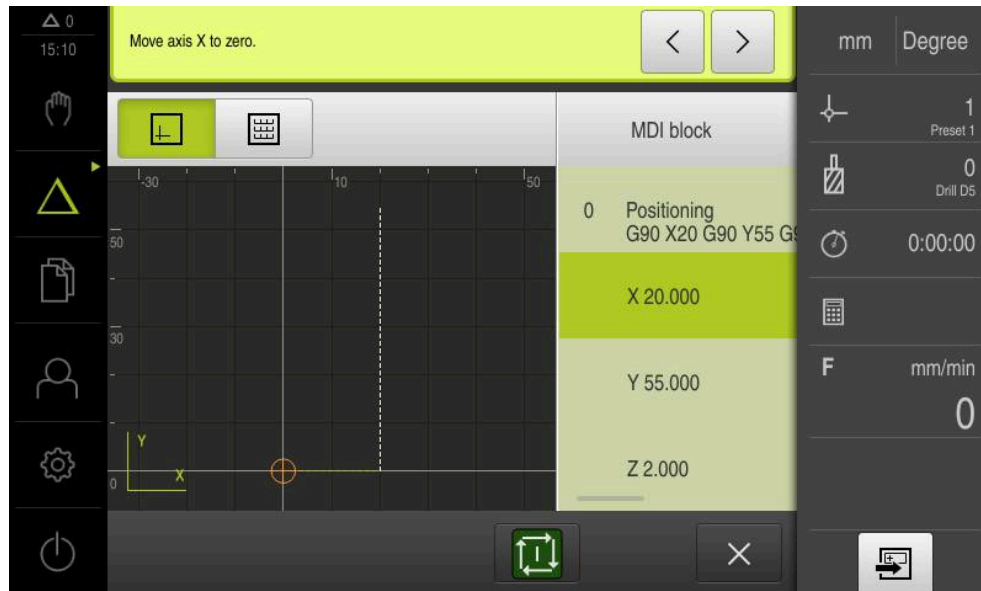 0
15:10
Move axis X to zero.
mm
Degree
1
Preset 1
MDI block
-30
10
50
0
Drill D5
0
Positioning
G90 X20 G90 Y55 G
50
0:00:00
X 20.000
30
F
mm/min
0
Y 55.000
Y
X
0
Z 2.000